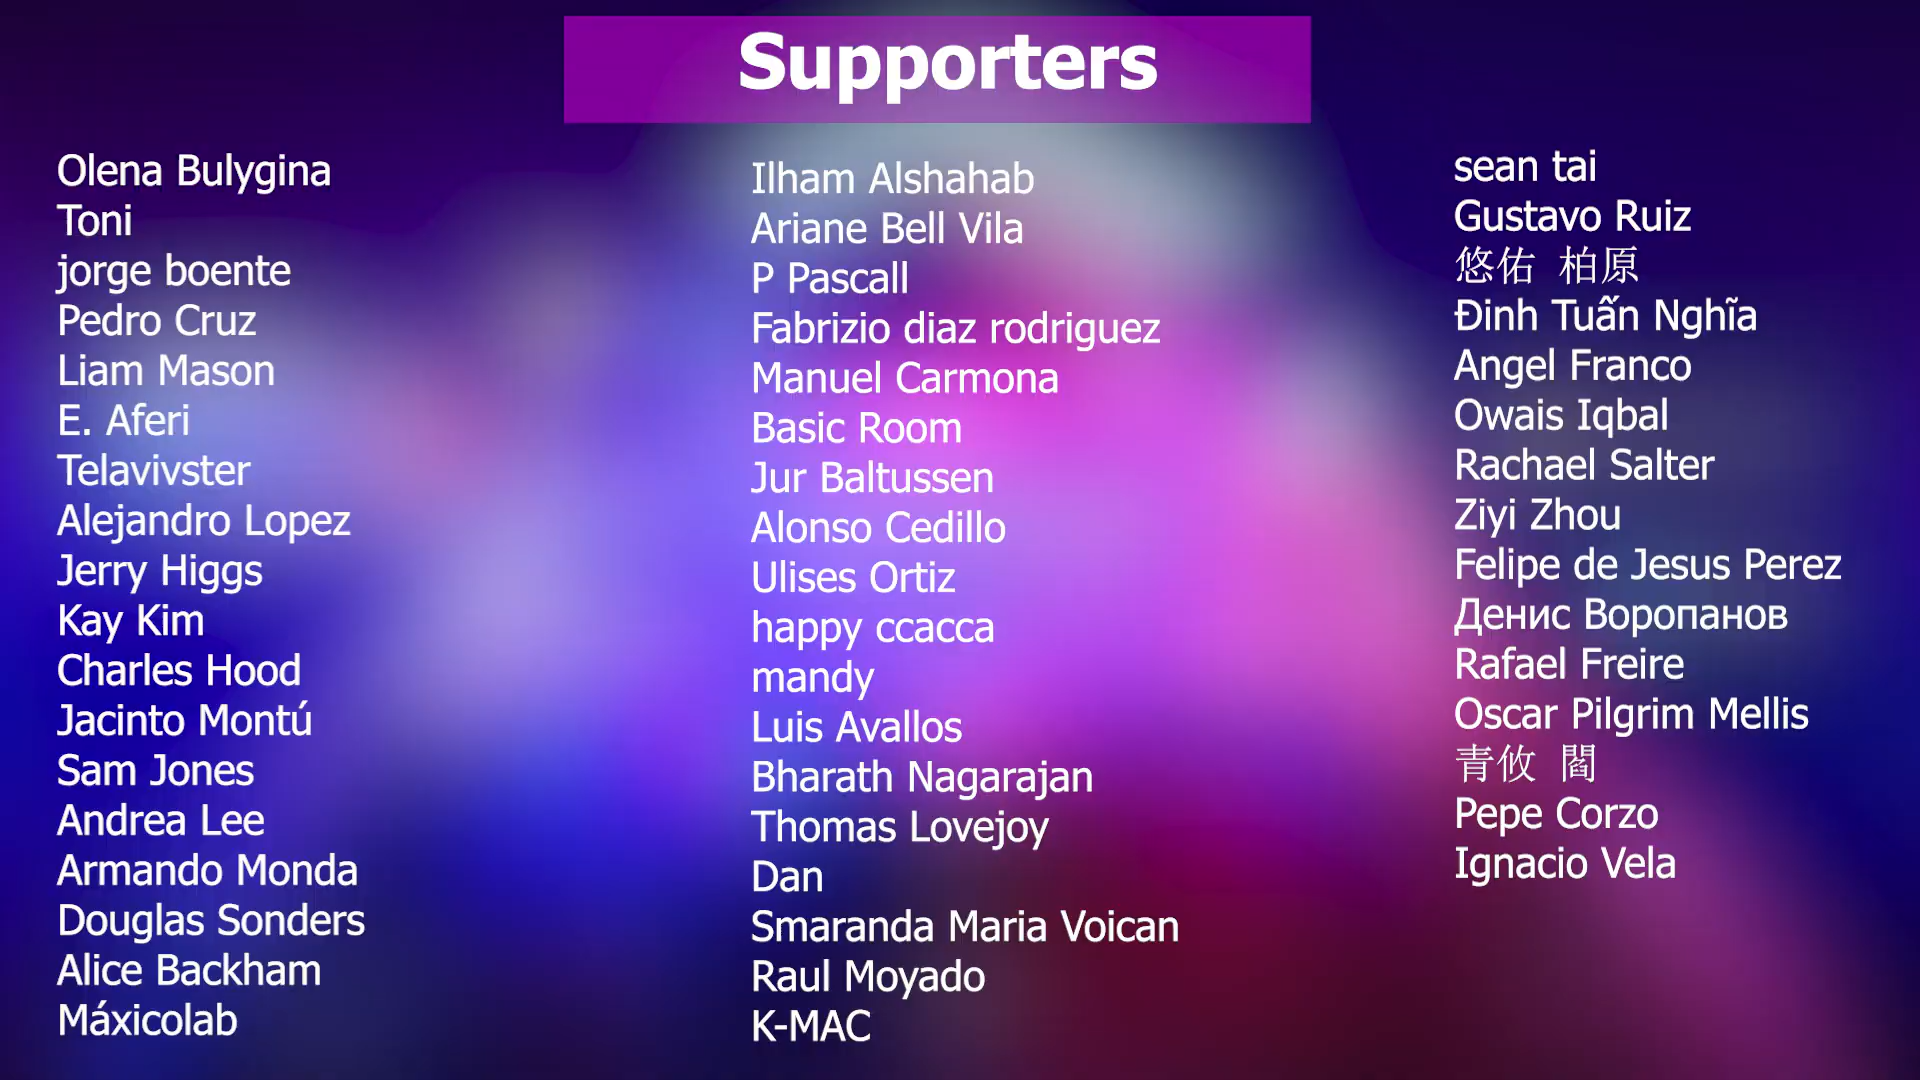 Supporters
Olena Bulygina
Toni
jorge boente
Pedro Cruz
Liam Mason
E. Aferi
Telavivster
Alejandro Lopez
Jerry Higgs
Kay Kim
Charles Hood
Jacinto Montú
Sam Jones
Andrea Lee
Armando Monda
Douglas Sonders
Alice Backham
Máxicolab
Ilham Alshahab
Ariane Bell Vila
P Pascall
Fabrizio diaz rodriguez
Manuel Carmona
Basic Room
Jur Baltussen
Alonso Cedillo
Ulises Ortiz
happy ccacca
mandy
Luis Avallos
Bharath Nagarajan
Thomas Lovejoy
Dan
Smaranda Maria Voican
Raul Moyado
K-MAC
sean tai
Gustavo Ruiz
悠佑 柏原
Đinh Tuấn Nghĩa
Angel Franco
Owais Iqbal
Rachael Salter
Ziyi Zhou
Felipe de Jesus Perez
Денис Воропанов
Rafael Freire
Oscar Pilgrim Mellis
青攸 閻
Pepe Corzo
Ignacio Vela